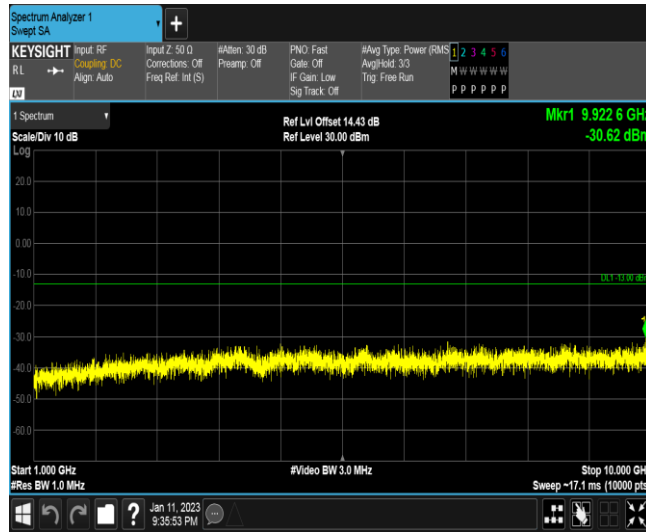 Spectrum Analyzer 1
Swept SA
+
KEYSIGHT
RL
LXI
Input: RF
Coupling: DC
Align: Auto
Input Z: 50 Ω
Corrections: Off
Freq Ref: Int (S)
#Atten: 30 dB
Preamp: Off
PNO: Fast
Gate: Off
IF Gain: Low
Sig Track: Off
#Avg Type: Power (RMS
Avg|Hold: 3/3
Trig: Free Run
1 2 3 4 5 6
M W W W W W
P P P P P P
1 Spectrum
Scale/Div 10 dB
Ref Lvl Offset 14.43 dB
Ref Level 30.00 dBm
Mkr1 9.922 6 GHz
-30.62 dBm
Log
20.0
10.0
0.00
-10.0
DL1 -13.00 dBm
-20.0
-30.0
-40.0
-50.0
-60.0
Start 1.000 GHz
#Res BW 1.0 MHz
#Video BW 3.0 MHz
Stop 10.000 GH
Sweep ~17.1 ms (10000 pts
?
Jan 11, 2023
9:35:53 PM